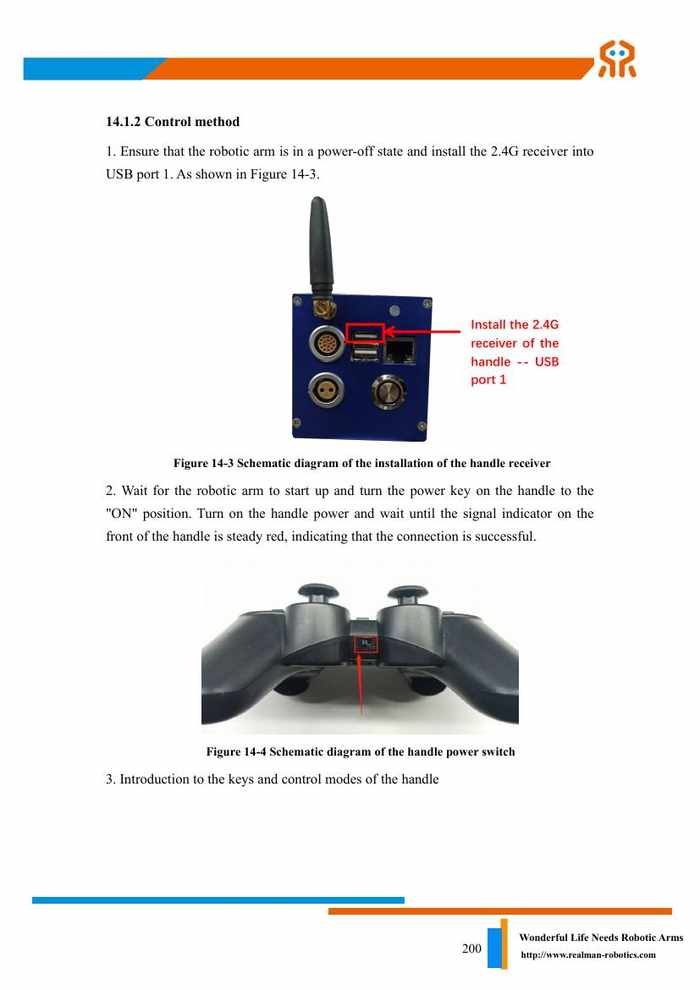 14.1.2 Control method
1. Ensure that the robotic arm is in a power-off state and install the 2.4G receiver into
USB port 1. As shown in Figure 14-3.
Install the 2.4G
receiver of the
handle -- USB
port 1
Figure 14-3 Schematic diagram of the installation of the handle receiver
2. Wait for the robotic arm to start up and turn the power key on the handle to the
"ON" position. Turn on the handle power and wait until the signal indicator on the
front of the handle is steady red, indicating that the connection is successful.
Figure 14-4 Schematic diagram of the handle power switch
3. Introduction to the keys and control modes of the handle
200
Wonderful Life Needs Robotic Arms
http://www.realman-robotics.com